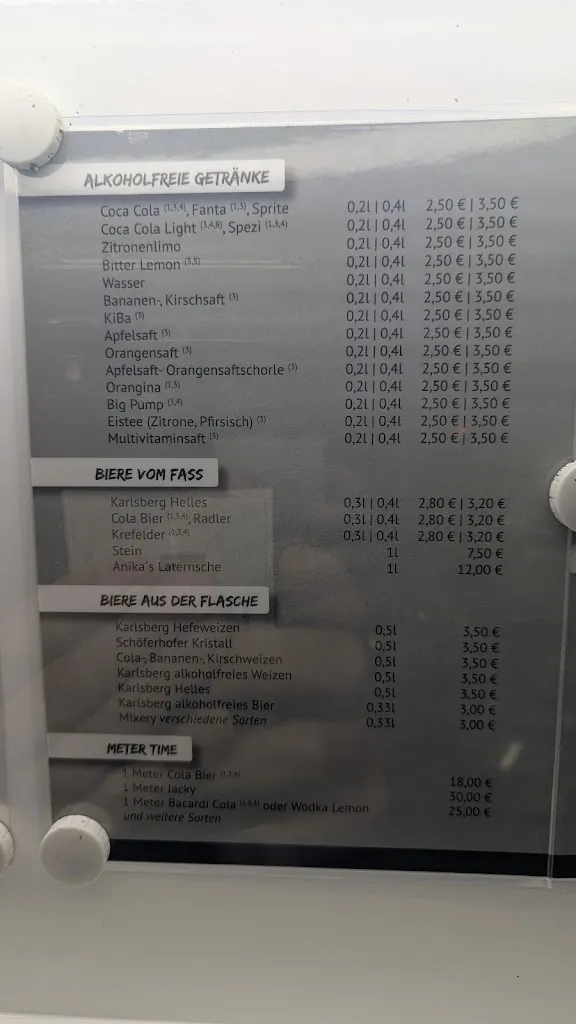 ALKOHOLFREIE GETRÄNKE
Coca Cola (1,3,4), Fanta (1,3), Sprite 0,2l | 0,4l 2,50 € | 3,50 €
Coca Cola Light (3,4,8), Spezi (1,3,4) 0,2l | 0,4l 2,50 € | 3,50 €
Zitronenlimo 0,2l | 0,4l 2,50 € | 3,50 €
Bitter Lemon (3,5) 0,2l | 0,4l 2,50 € | 3,50 €
Wasser 0,2l | 0,4l 2,50 € | 3,50 €
Bananen-, Kirschsaft (3) 0,2l | 0,4l 2,50 € | 3,50 €
KiBa (3) 0,2l | 0,4l 2,50 € | 3,50 €
Apfelsaft (3) 0,2l | 0,4l 2,50 € | 3,50 €
Orangensaft (3) 0,2l | 0,4l 2,50 € | 3,50 €
Apfelsaft- Orangensaftschorle (3) 0,2l | 0,4l 2,50 € | 3,50 €
Orangina (1,3) 0,2l | 0,4l 2,50 € | 3,50 €
Big Pump (3,4) 0,2l | 0,4l 2,50 € | 3,50 €
Eistee (Zitrone, Pfirsisch) (3) 0,2l | 0,4l 2,50 € | 3,50 €
Multivitaminsaft (3) 0,2l | 0,4l 2,50 € | 3,50 €
BIERE VOM FASS
Karlsberg Helles 0,3l | 0,4l 2,80 € | 3,20 €
Cola Bier (1,3,4), Radler 0,3l | 0,4l 2,80 € | 3,20 €
Krefelder (1,3,4) 0,3l | 0,4l 2,80 € | 3,20 €
Stein 1l 7,50 €
Anika´s Laternsche 1l 12,00 €
BIERE AUS DER FLASCHE
Karlsberg Hefeweizen 0,5l 3,50 €
Schöferhofer Kristall 0,5l 3,50 €
Cola-, Bananen-, Kirschweizen 0,5l 3,50 €
Karlsberg alkoholfreies Weizen 0,5l 3,50 €
Karlsberg Helles 0,5l 3,50 €
Karlsberg alkoholfreies Bier 0,33l 3,00 €
Mixery verschiedene Sorten 0,33l 3,00 €
METER TIME
1 Meter Cola Bier (1,3,4) 18,00 €
1 Meter Jacky 30,00 €
1 Meter Bacardi Cola (1,3,4) oder Wodka Lemon 25,00 €
und weitere Sorten